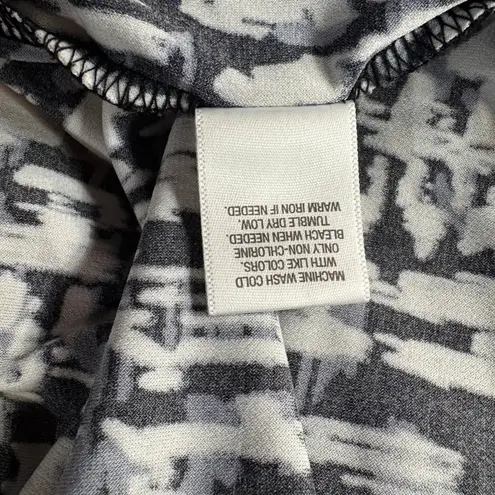 MACHINE WASH COLD
WITH LIKE COLORS.
ONLY NON-CHLORINE
BLEACH WHEN NEEDED.
TUMBLE DRY LOW.
WARM IRON IF NEEDED.